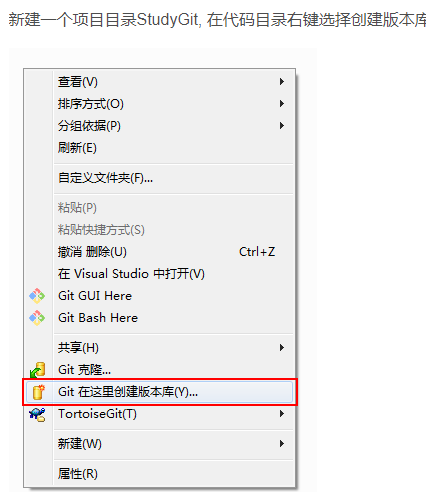 新建一个项目目录StudyGit, 在代码目录右键选择创建版本库
查看(V)
排序方式(O)
分组依据(P)
刷新(E)
自定义文件夹(F)...
粘贴(P)
粘贴快捷方式(S)
撤消 删除(U) Ctrl+Z
在 Visual Studio 中打开(V)
Git GUI Here
Git Bash Here
共享(H)
Git 克隆...
Git 在这里创建版本库(Y)...
TortoiseGit(T)
新建(W)
属性(R)